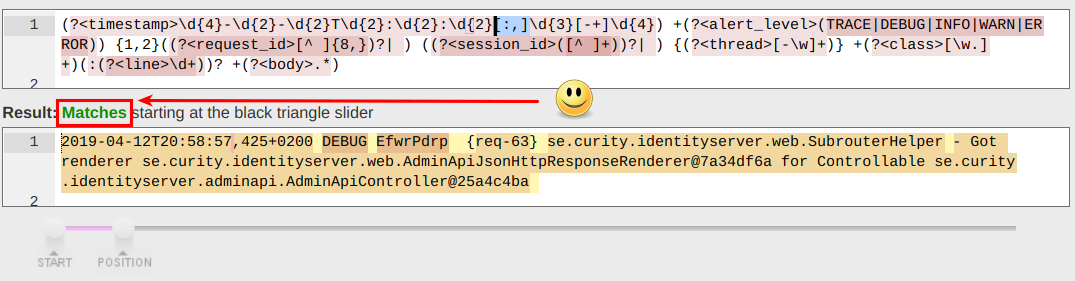 1 (?<timestamp>\d{4}-\d{2}-\d{2}T\d{2}:\d{2}:\d{2}[:,]\d{3}[-+]\d{4}) +(?<alert_level>(TRACE|DEBUG|INFO|WARN|ER
ROR)) {1,2}((?<request_id>[^ ]{8,})?| ) ((?<session_id>([^ ]+))?| ) {(?<thread>[-\w]+)} +(?<class>[\w.]
+)(:(?<line>\d+))? +(?<body>.*)
2
Result: Matches starting at the black triangle slider
1 2019-04-12T20:58:57,425+0200 DEBUG EfwrPdrp  {req-63} se.curity.identityserver.web.SubrouterHelper - Got
renderer se.curity.identityserver.web.AdminApiJsonHttpResponseRenderer@7a34df6a for Controllable se.curity
.identityserver.adminapi.AdminApiController@25a4c4ba
2
START POSITION